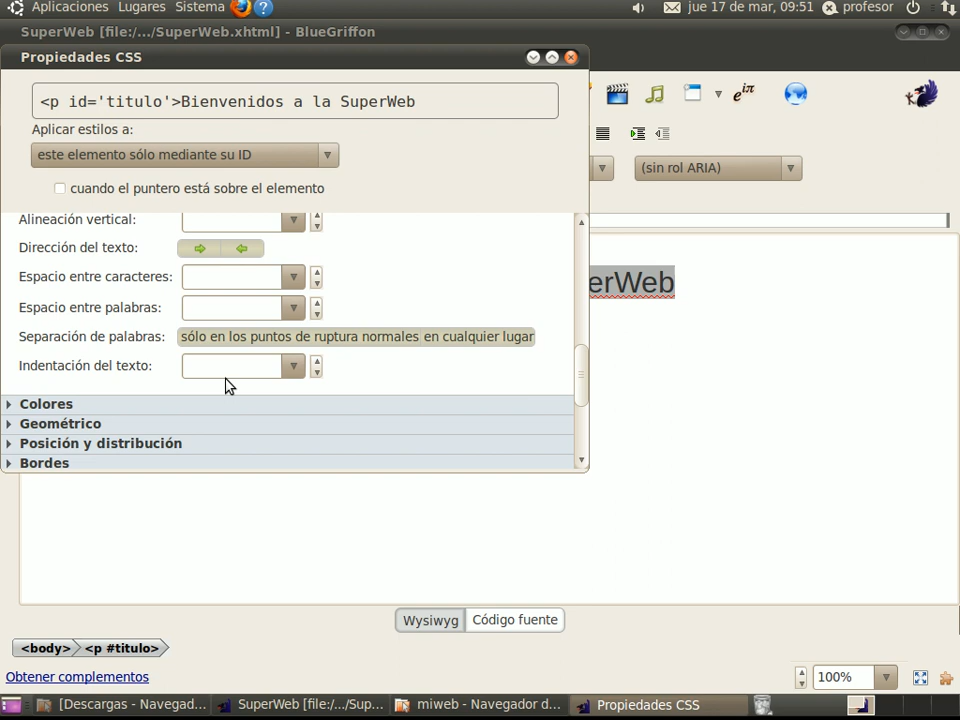 Aplicaciones Lugares Sistema ? jue 17 de mar, 09:51 profesor
SuperWeb [file:/.../SuperWeb.xhtml] - BlueGriffon
Propiedades CSS
<p id='titulo'>Bienvenidos a la SuperWeb
Aplicar estilos a:
este elemento sólo mediante su ID
cuando el puntero está sobre el elemento
(sin rol ARIA)
Alineación vertical:
Dirección del texto:
Espacio entre caracteres:
Espacio entre palabras:
Separación de palabras: sólo en los puntos de ruptura normales en cualquier lugar
Indentación del texto:
Colores
Geométrico
Posición y distribución
Bordes
erWeb
Wysiwyg Código fuente
<body> <p #titulo>
Obtener complementos
100%
[Descargas - Navegad... SuperWeb [file:/.../Sup... miweb - Navegador d... Propiedades CSS